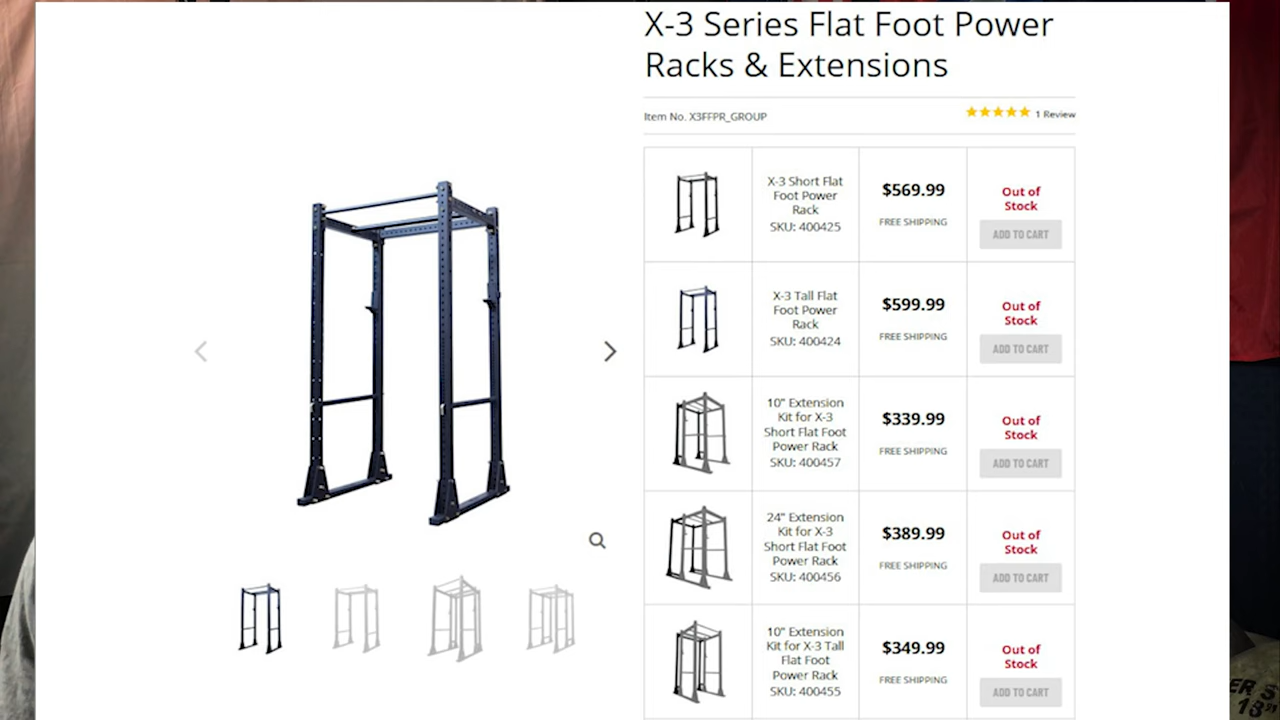 X-3 Series Flat Foot Power
Racks & Extensions
Item No. X3FFPR_GROUP
1 Review
X-3 Short Flat
Foot Power
Rack
SKU: 400425
$569.99
FREE SHIPPING
Out of
Stock
ADD TO CART
X-3 Tall Flat
Foot Power
Rack
SKU: 400424
$599.99
FREE SHIPPING
Out of
Stock
ADD TO CART
10" Extension
Kit for X-3
Short Flat Foot
Power Rack
SKU: 400457
$339.99
FREE SHIPPING
Out of
Stock
ADD TO CART
24" Extension
Kit for X-3
Short Flat Foot
Power Rack
SKU: 400456
$389.99
FREE SHIPPING
Out of
Stock
ADD TO CART
10" Extension
Kit for X-3 Tall
Flat Foot
Power Rack
SKU: 400455
$349.99
FREE SHIPPING
Out of
Stock
ADD TO CART